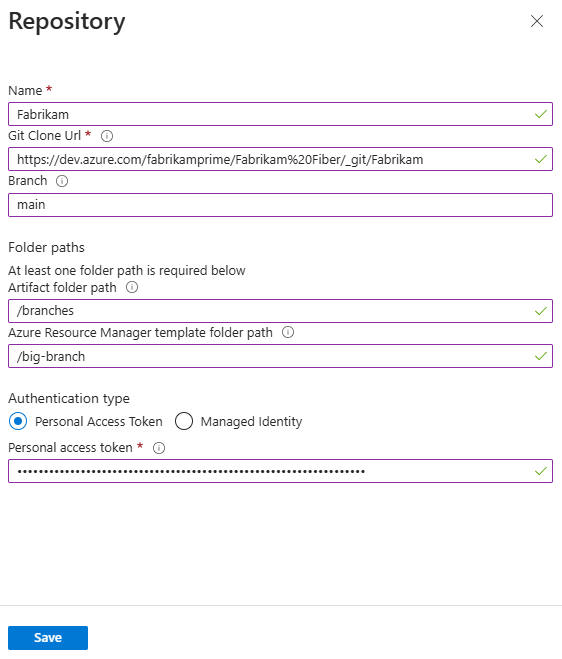 Repository
Name *
Fabrikam
Git Clone Url *
https://dev.azure.com/fabrikamprime/Fabrikam%20Fiber/_git/Fabrikam
Branch
main
Folder paths
At least one folder path is required below
Artifact folder path
/branches
Azure Resource Manager template folder path
/big-branch
Authentication type
Personal Access Token Managed Identity
Personal access token *
••••••••••••••••••••••••••••••••••••••••••••••••••••••••••••••••••
Save